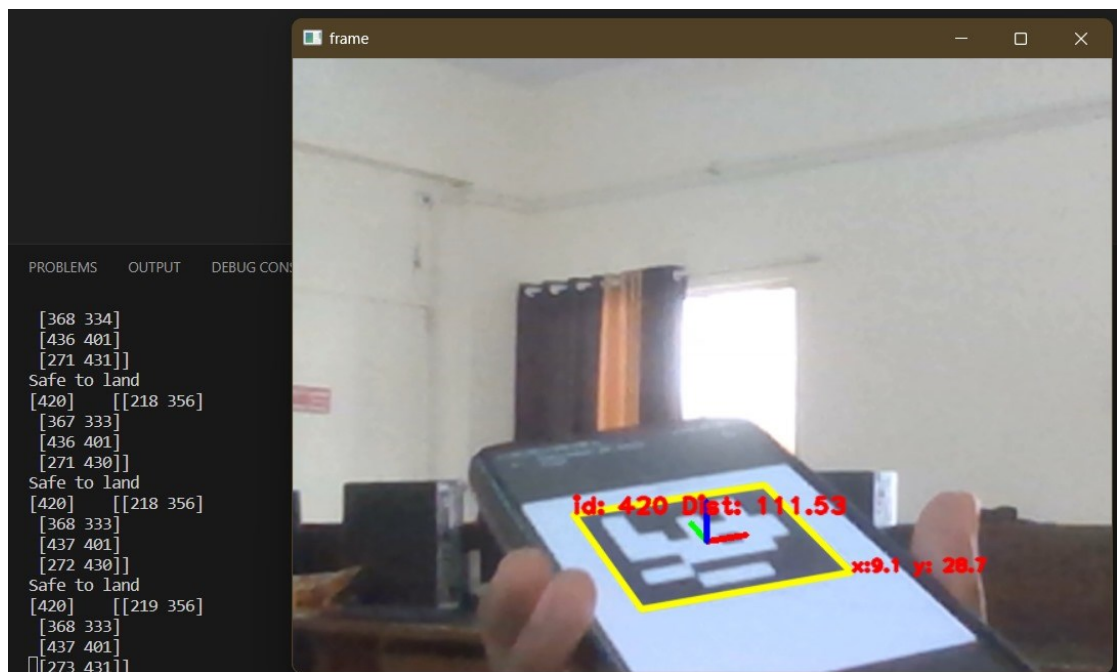 frame
PROBLEMS OUTPUT DEBUG CONS
[368 334]
[436 401]
[271 431]]
Safe to land
[420] [[218 356]
[367 333]
[436 401]
[271 430]]
Safe to land
[420] [[218 356]
[368 333]
[437 401]
[272 430]]
Safe to land
[420] [[219 356]
[368 333]
[437 401]
[273 431]]
id: 420 Dist: 111.53
x:9.1 y: 28.7